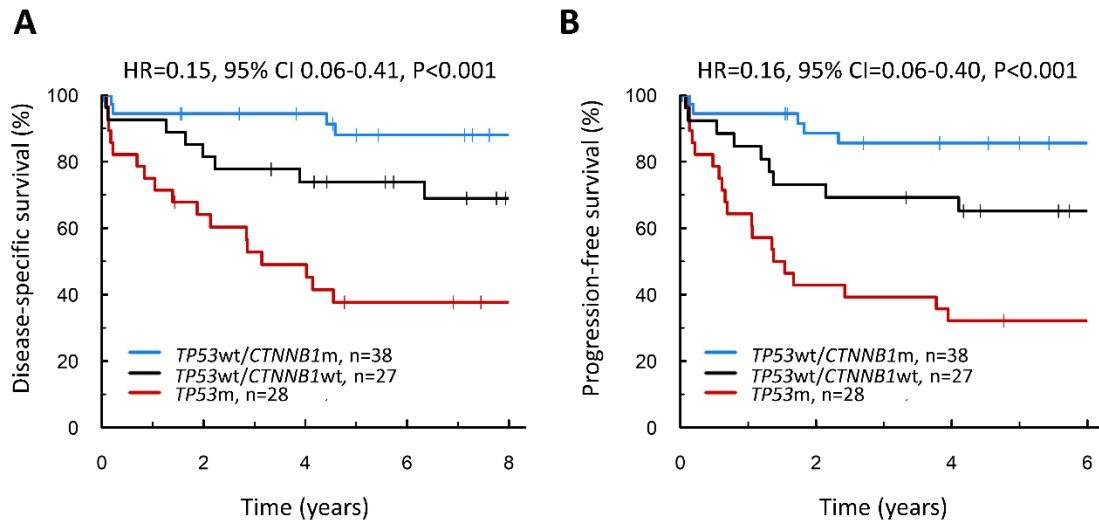 A
HR=0.15, 95% CI 0.06-0.41, P<0.001
Disease-specific survival (%)
100
80
60
40
20
0
TP53wt/CTNNB1m, n=38
TP53wt/CTNNB1wt, n=27
TP53m, n=28
0 2 4 6 8
Time (years)
B
HR=0.16, 95% CI=0.06-0.40, P<0.001
Progression-free survival (%)
100
80
60
40
20
0
TP53wt/CTNNB1m, n=38
TP53wt/CTNNB1wt, n=27
TP53m, n=28
0 2 4 6
Time (years)